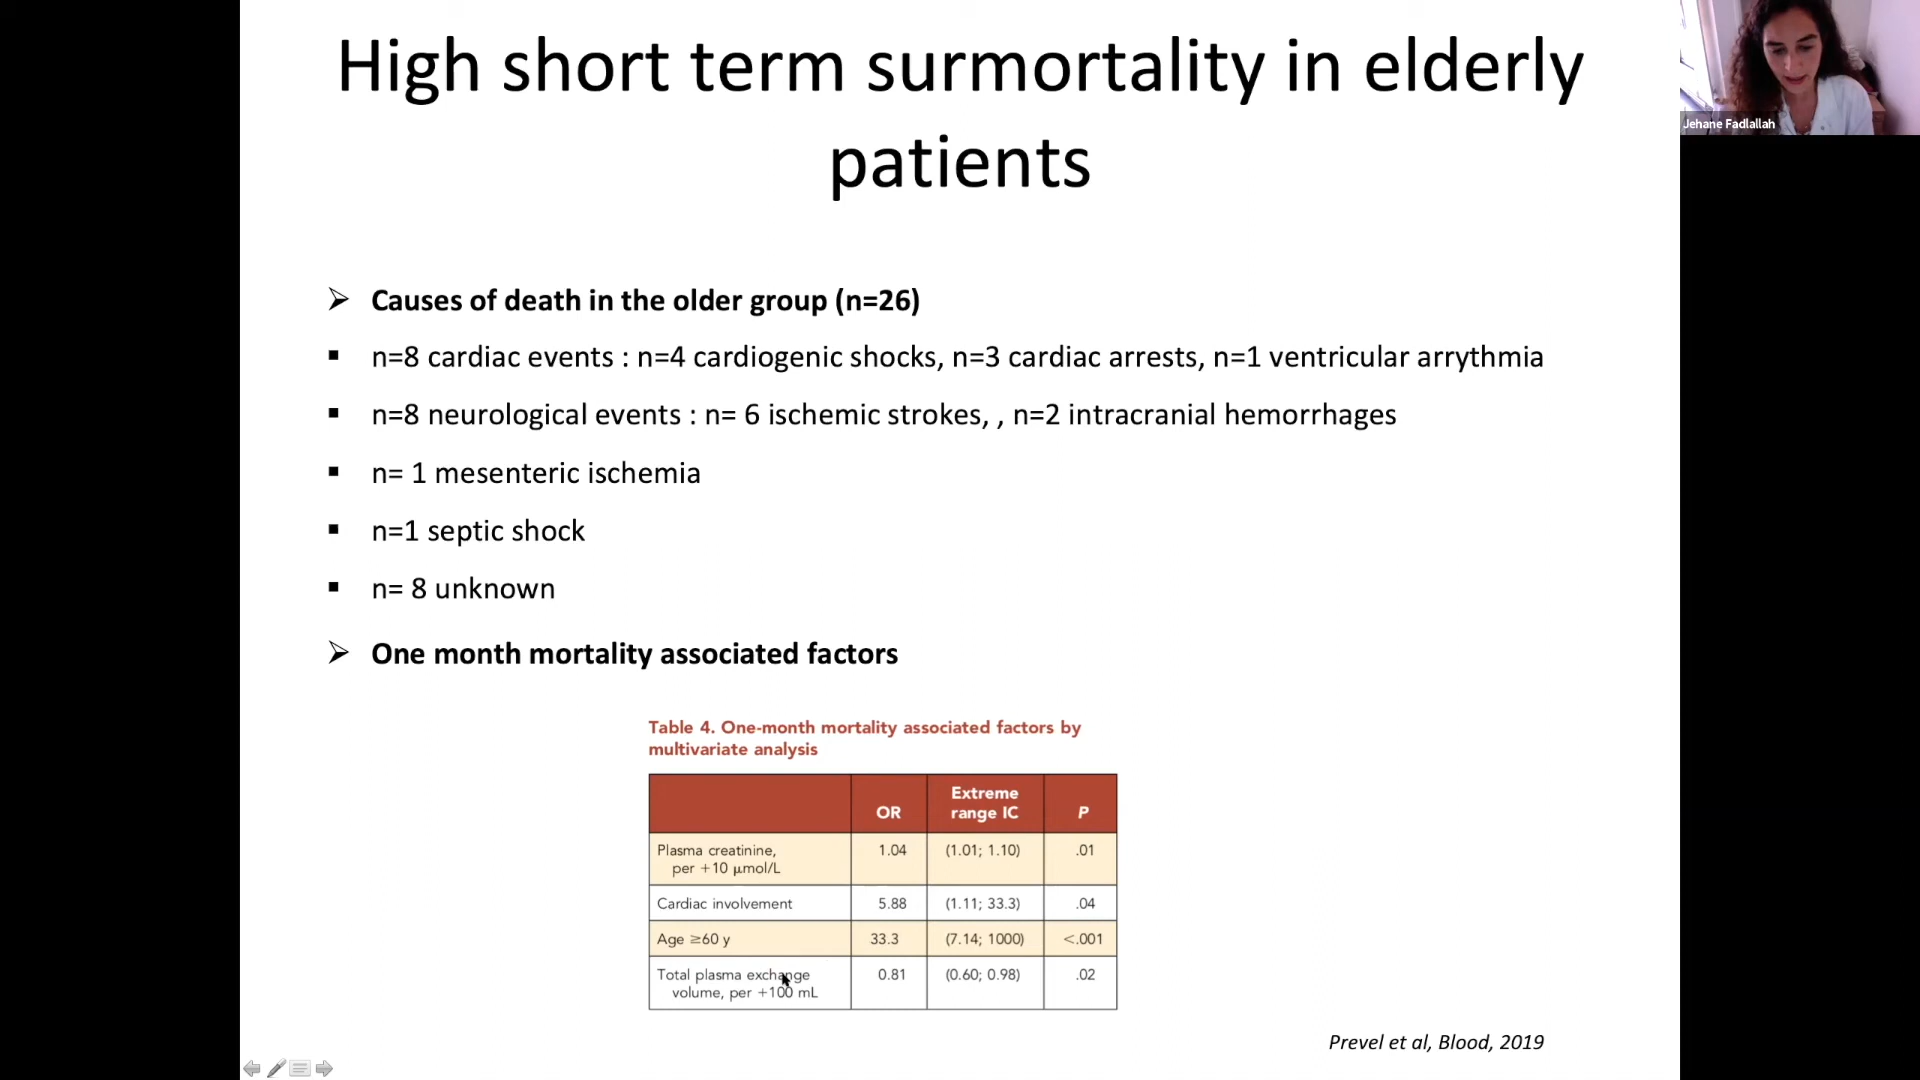 High short term surmortality in elderly
patients
Jehane Fadlallah
➢ Causes of death in the older group (n=26)
▪ n=8 cardiac events : n=4 cardiogenic shocks, n=3 cardiac arrests, n=1 ventricular arrythmia
▪ n=8 neurological events : n= 6 ischemic strokes, , n=2 intracranial hemorrhages
▪ n= 1 mesenteric ischemia
▪ n=1 septic shock
▪ n= 8 unknown
➢ One month mortality associated factors
Table 4. One-month mortality associated factors by
multivariate analysis
OR Extreme range IC P
Plasma creatinine, 1.04 (1.01; 1.10) .01
per +10 μmol/L
Cardiac involvement 5.88 (1.11; 33.3) .04
Age ≥60 y 33.3 (7.14; 1000) <.001
Total plasma exchange 0.81 (0.60; 0.98) .02
volume, per +100 mL
Prevel et al, Blood, 2019